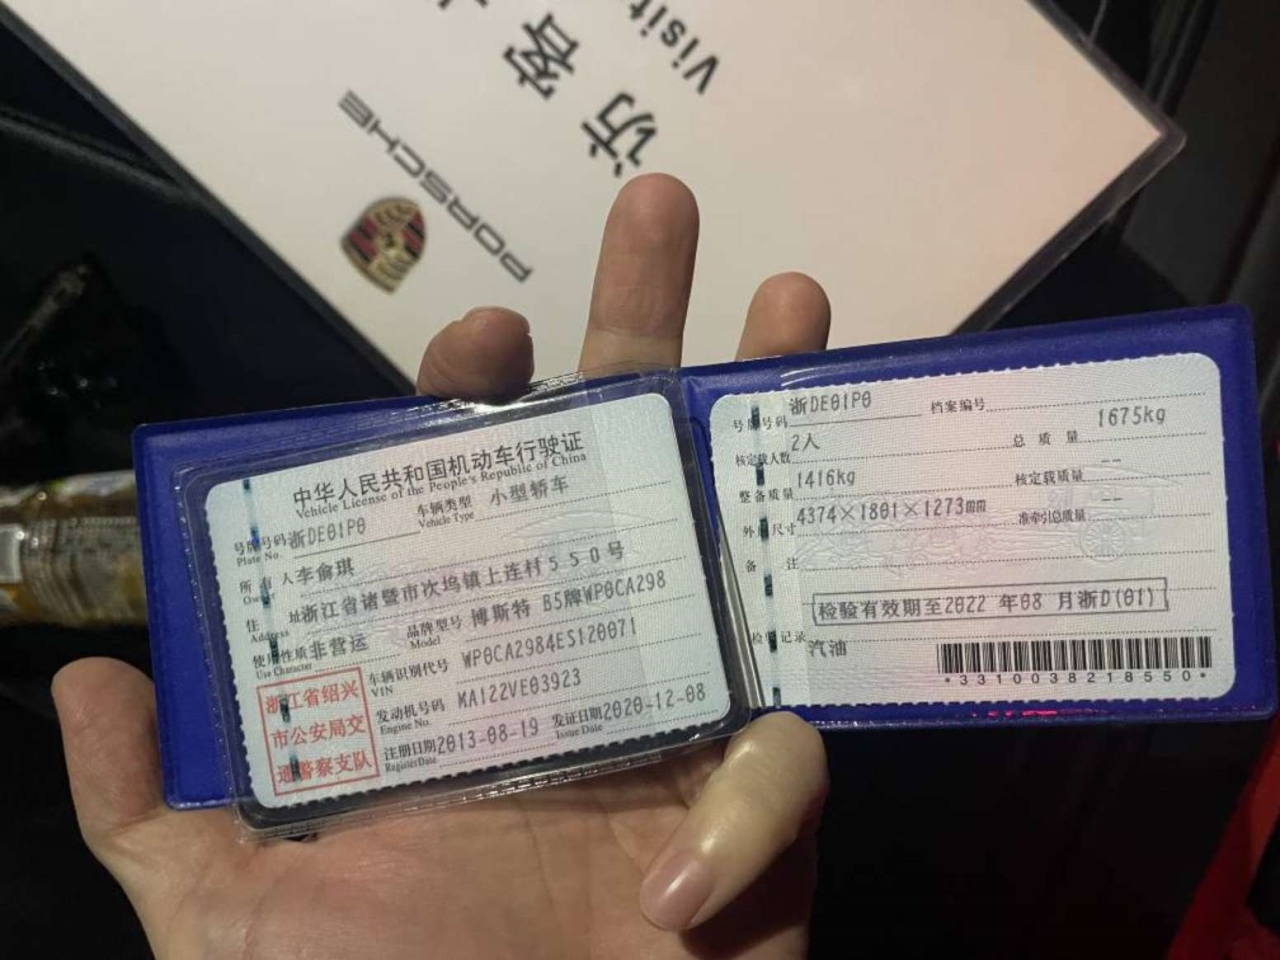 访客
Visit
PORSCHE
中华人民共和国机动车行驶证
Vehicle License of the People's Republic of China
号牌号码 浙DE01P0 车辆类型 小型轿车
Plate No. Vehicle Type
所有人 李俞琪
Owner
住址 浙江省诸暨市次坞镇上连村550号
Address
使用性质 非营运 品牌型号 博斯特 B5牌WP0CA298
Use Character Model
浙江省绍兴
市公安局交
通警察支队
车辆识别代号 WP0CA2984ES120071
VIN
发动机号码 MA122VE03923
Engine No.
注册日期 2013-08-19 发证日期 2020-12-08
Register Date Issue Date
号牌号码 浙DE01P0 档案编号
核定载人数 2人 总质量 1675kg
整备质量 1416kg 核定载质量 --
外廓尺寸 4374×1801×1273mm 准牵引总质量 --
备注
检验有效期至2022年08月浙D(01)
检验记录 汽油
*3310038218550*